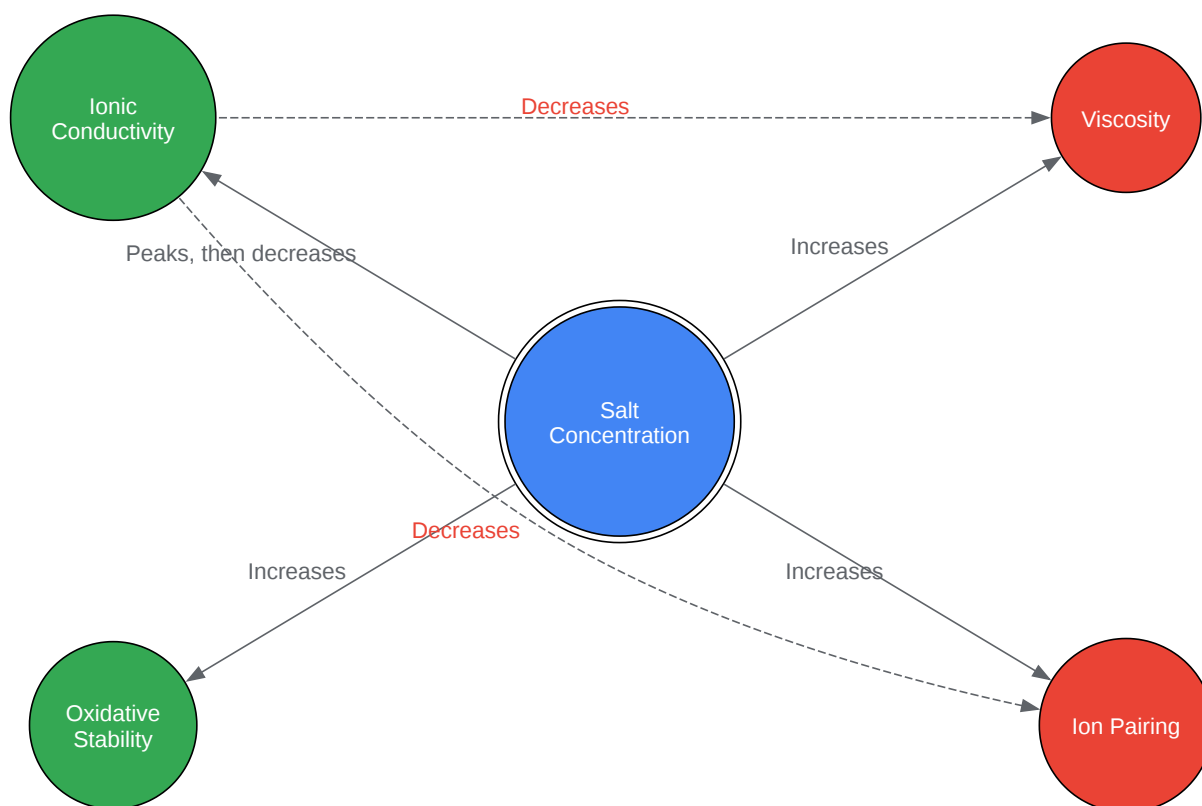 Ionic
Conductivity
Decreases
Viscosity
Peaks, then decreases
Increases
Salt
Concentration
Decreases
Increases
Increases
Oxidative
Stability
Ion Pairing